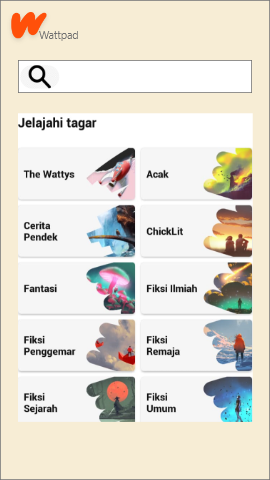 Wattpad
Jelajahi tagar
The Wattys
Acak
Cerita
Pendek
ChickLit
Fantasi
Fiksi Ilmiah
Fiksi
Penggemar
Fiksi
Remaja
Fiksi
Sejarah
Fiksi
Umum